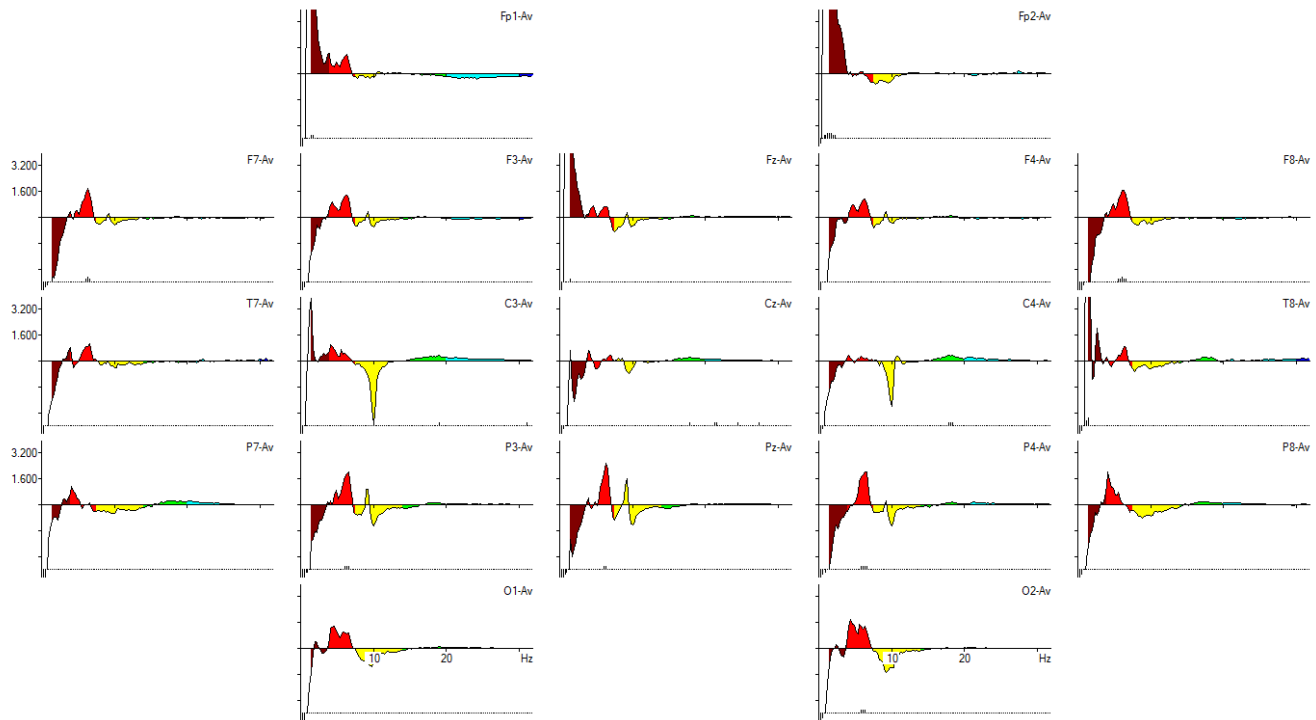 Fp1-Av Fp2-Av
F7-Av F3-Av Fz-Av F4-Av F8-Av
3.200
1.600
T7-Av C3-Av Cz-Av C4-Av T8-Av
3.200
1.600
P7-Av P3-Av Pz-Av P4-Av P8-Av
3.200
1.600
O1-Av O2-Av
10 20 Hz 10 20 Hz